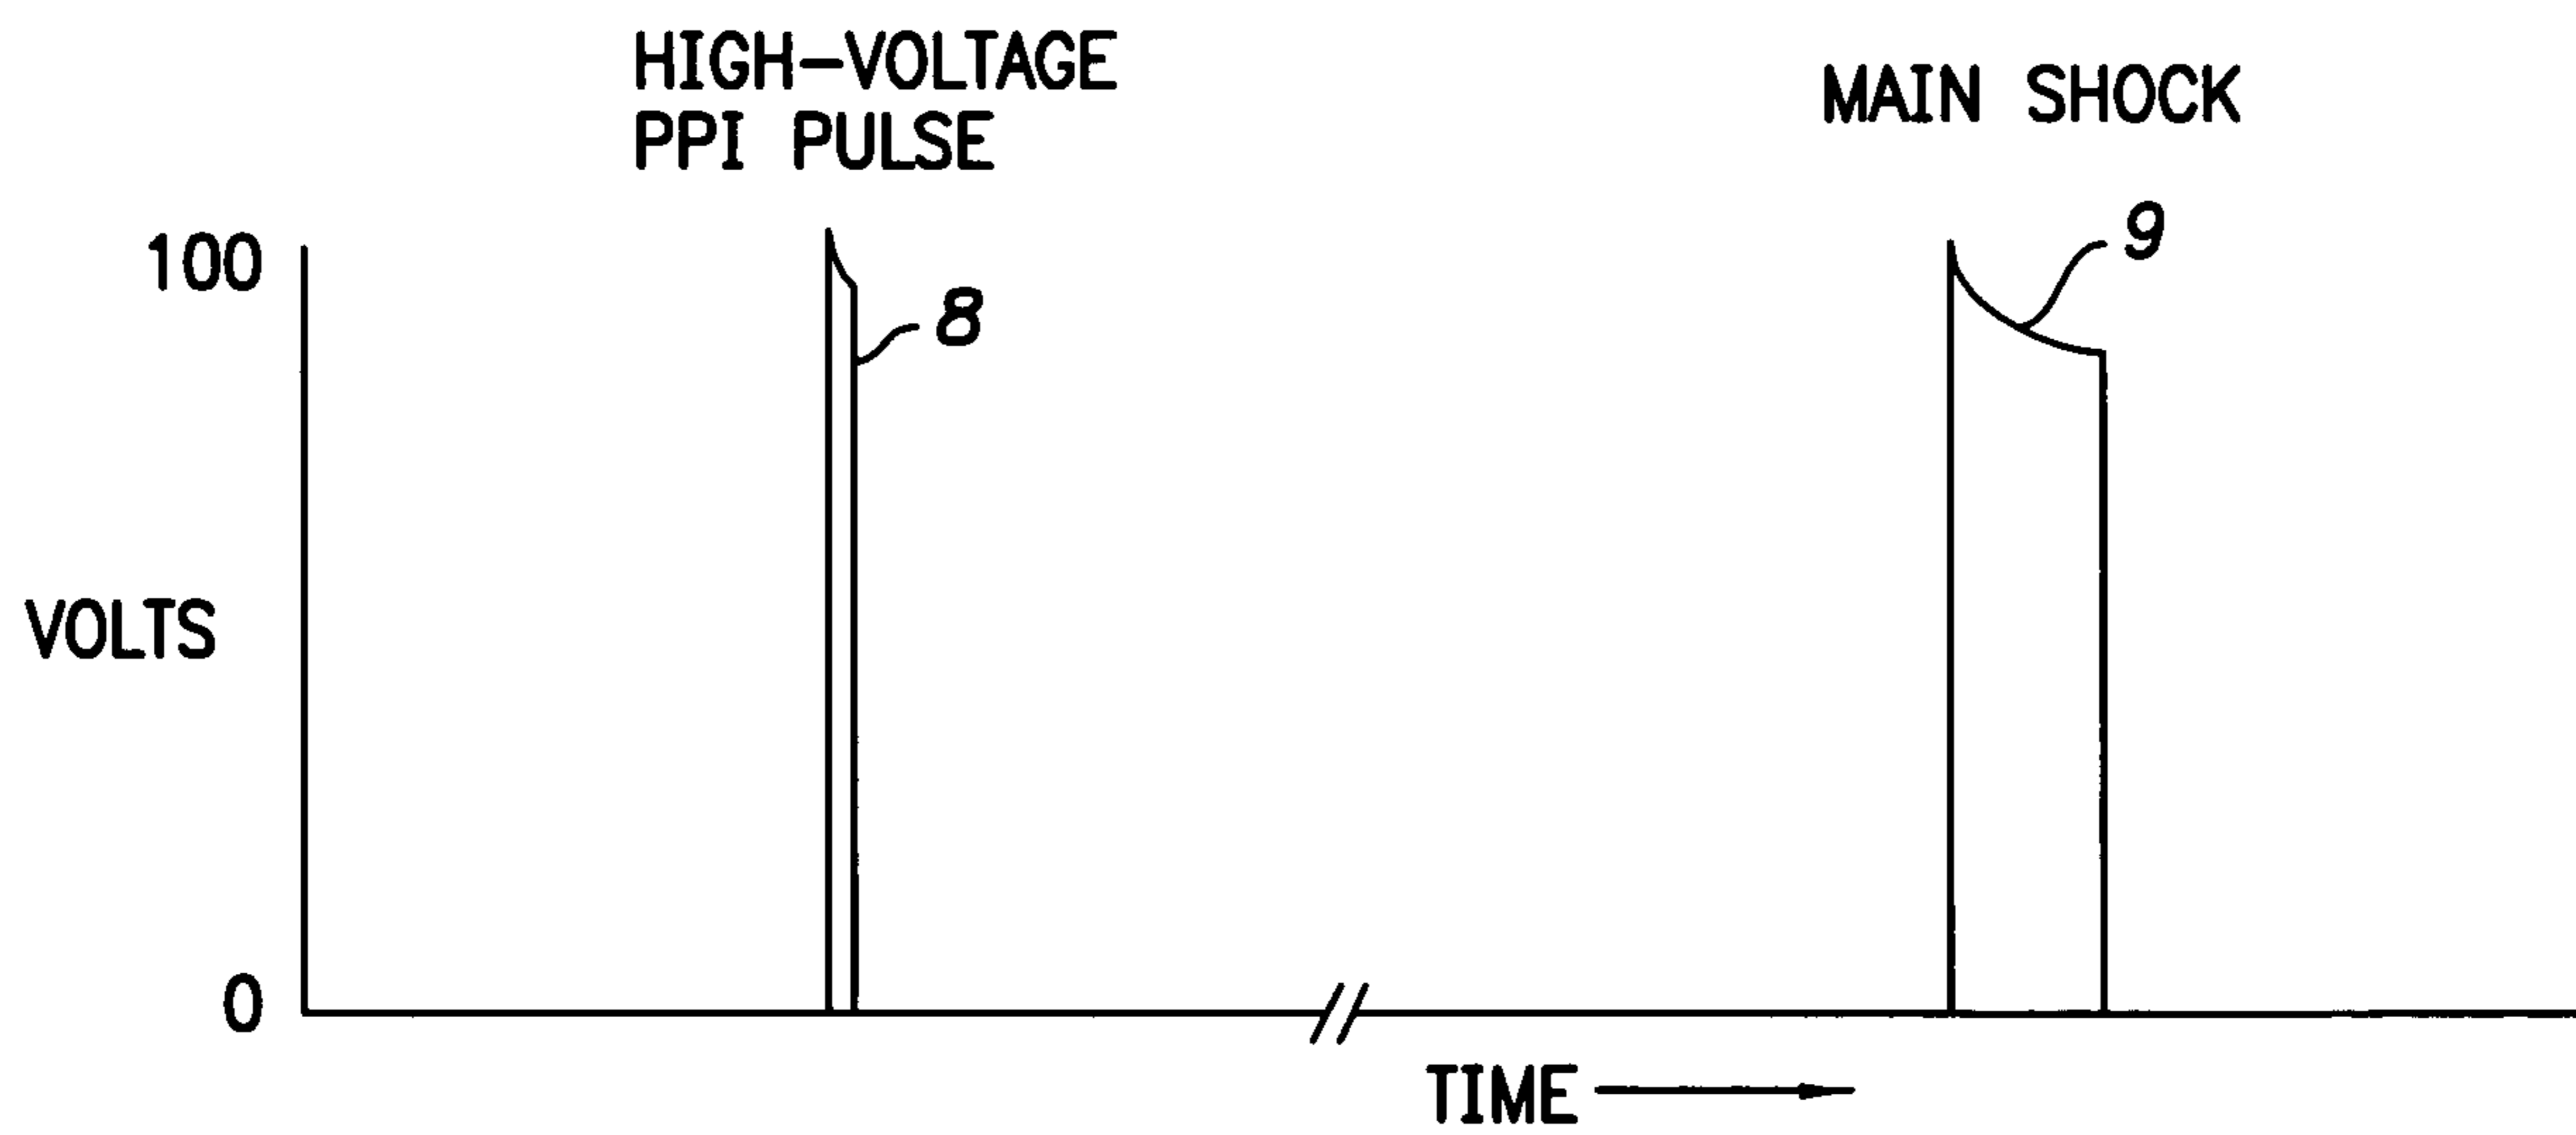 HIGH-VOLTAGE
PPI PULSE
MAIN SHOCK
100
8
9
VOLTS
0
TIME